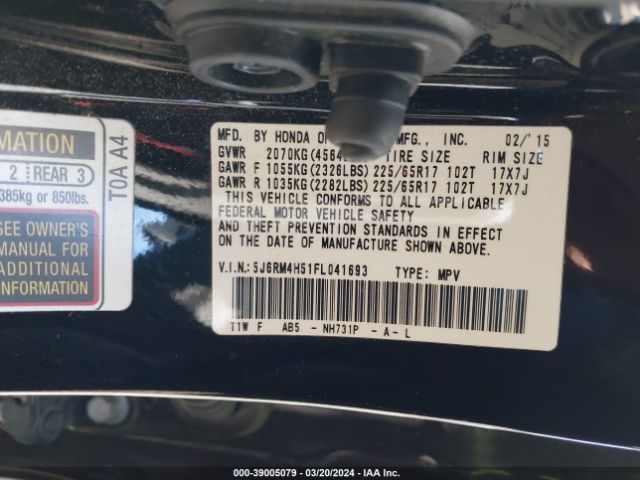 MATION
2 REAR 3
385kg or 850lbs.
SEE OWNER'S
MANUAL FOR
ADDITIONAL
INFORMATION
T0A A4
MFD. BY HONDA OF MFG., INC. 02/'15
GVWR 2070KG(4564 TIRE SIZE RIM SIZE
GAWR F 1055KG(2326LBS) 225/65R17 102T 17X7J
GAWR R 1035KG(2282LBS) 225/65R17 102T 17X7J
THIS VEHICLE CONFORMS TO ALL APPLICABLE
FEDERAL MOTOR VEHICLE SAFETY
AND THEFT PREVENTION STANDARDS IN EFFECT
ON THE DATE OF MANUFACTURE SHOWN ABOVE.
V.I.N.: 5J6RM4H51FL041693 TYPE: MPV
T1W F AB5 - NH731P - A - L
000-39005079 - 03/20/2024 - IAA Inc.